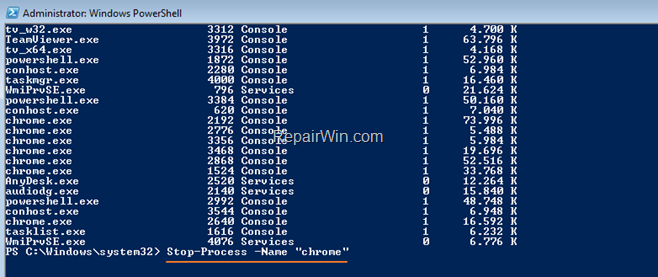 Administrator: Windows PowerShell
tv_w32.exe 3312 Console 1 4.700 K
TeamViewer.exe 3972 Console 1 63.796 K
tv_x64.exe 3316 Console 1 4.168 K
powershell.exe 1872 Console 1 52.960 K
conhost.exe 2280 Console 1 6.984 K
taskmgr.exe 4000 Console 1 16.460 K
WmiPrvSE.exe 796 Services 0 21.624 K
powershell.exe 3384 Console 1 50.160 K
conhost.exe 620 Console 1 7.040 K
chrome.exe 2192 Console 1 73.996 K
chrome.exe 2776 Console 1 5.488 K
chrome.exe 3356 Console 1 5.984 K
chrome.exe 3468 Console 1 19.696 K
chrome.exe 2868 Console 1 52.516 K
chrome.exe 1524 Console 1 33.768 K
AnyDesk.exe 2520 Services 0 12.264 K
audiodg.exe 2140 Services 0 15.840 K
powershell.exe 2992 Console 1 48.748 K
conhost.exe 3544 Console 1 6.948 K
chrome.exe 2640 Console 1 16.592 K
tasklist.exe 1616 Console 1 6.232 K
WmiPrvSE.exe 4076 Services 0 6.776 K
PS C:\Windows\system32> Stop-Process -Name "chrome"
RepairWin.com